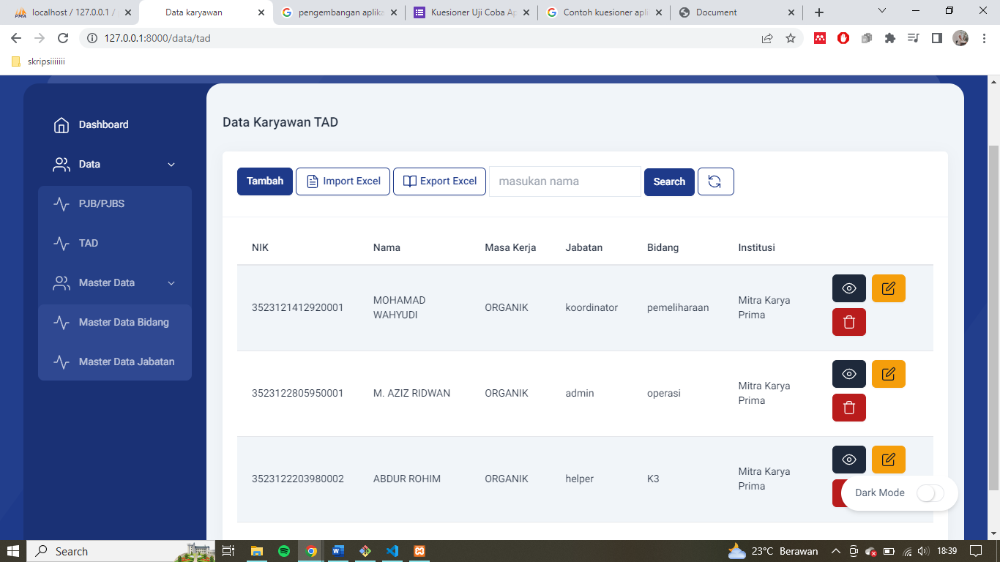 localhost / 127.0.0.1 /
Data karyawan
pengembangan aplika
Kuesioner Uji Coba Ap
Contoh kuesioner apli
Document
127.0.0.1:8000/data/tad
skripsiiiiiii
Dashboard
Data
PJB/PJBS
TAD
Master Data
Master Data Bidang
Master Data Jabatan
Data Karyawan TAD
Tambah Import Excel Export Excel masukan nama Search
NIK Nama Masa Kerja Jabatan Bidang Institusi
3523121412920001 MOHAMAD WAHYUDI ORGANIK koordinator pemeliharaan Mitra Karya Prima
3523122805950001 M. AZIZ RIDWAN ORGANIK admin operasi Mitra Karya Prima
3523122203980002 ABDUR ROHIM ORGANIK helper K3 Mitra Karya Prima
Dark Mode
Search
23°C Berawan
18:39